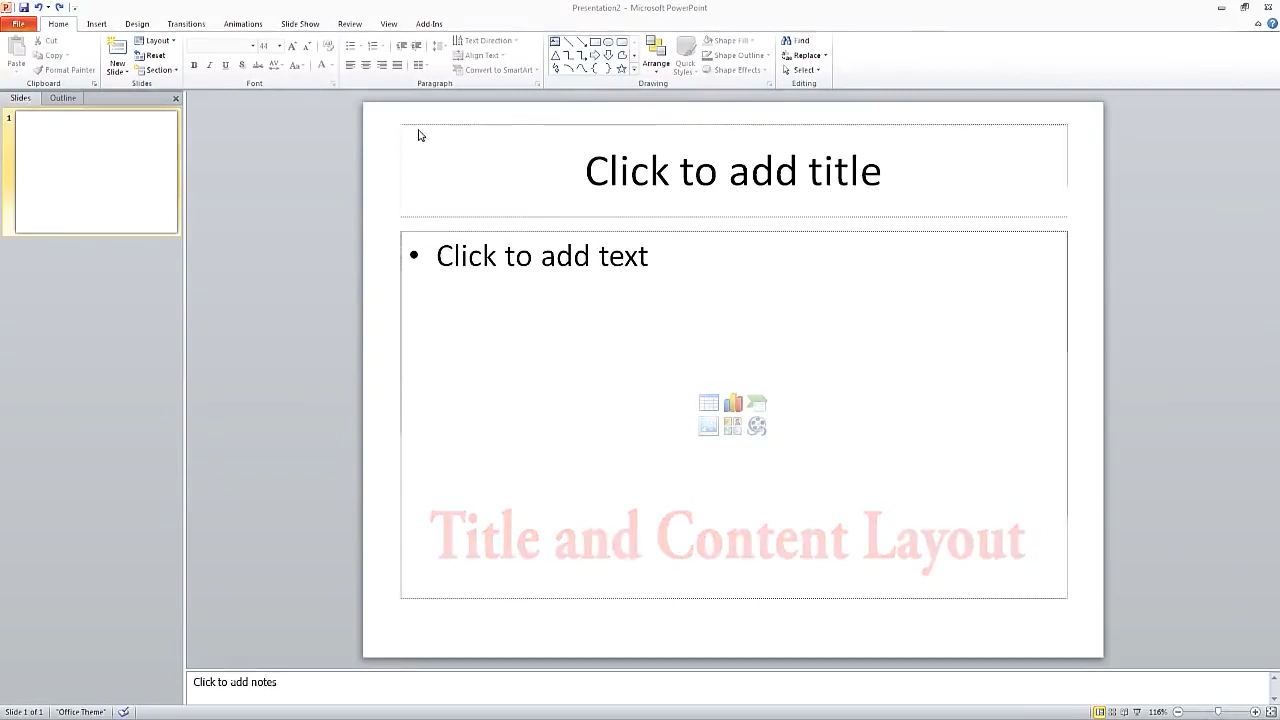 Presentation2 - Microsoft PowerPoint
File Home Insert Design Transitions Animations Slide Show Review View Add-Ins
Cut
Copy
Format Painter
Paste
Clipboard
New
Slide
Layout
Reset
Section
Slides
44
Font
Text Direction
Align Text
Convert to SmartArt
Paragraph
Arrange
Quick
Styles
Shape Fill
Shape Outline
Shape Effects
Drawing
Find
Replace
Select
Editing
Slides Outline
1
Click to add title
• Click to add text
Title and Content Layout
Click to add notes
Slide 1 of 1 "Office Theme" 116%